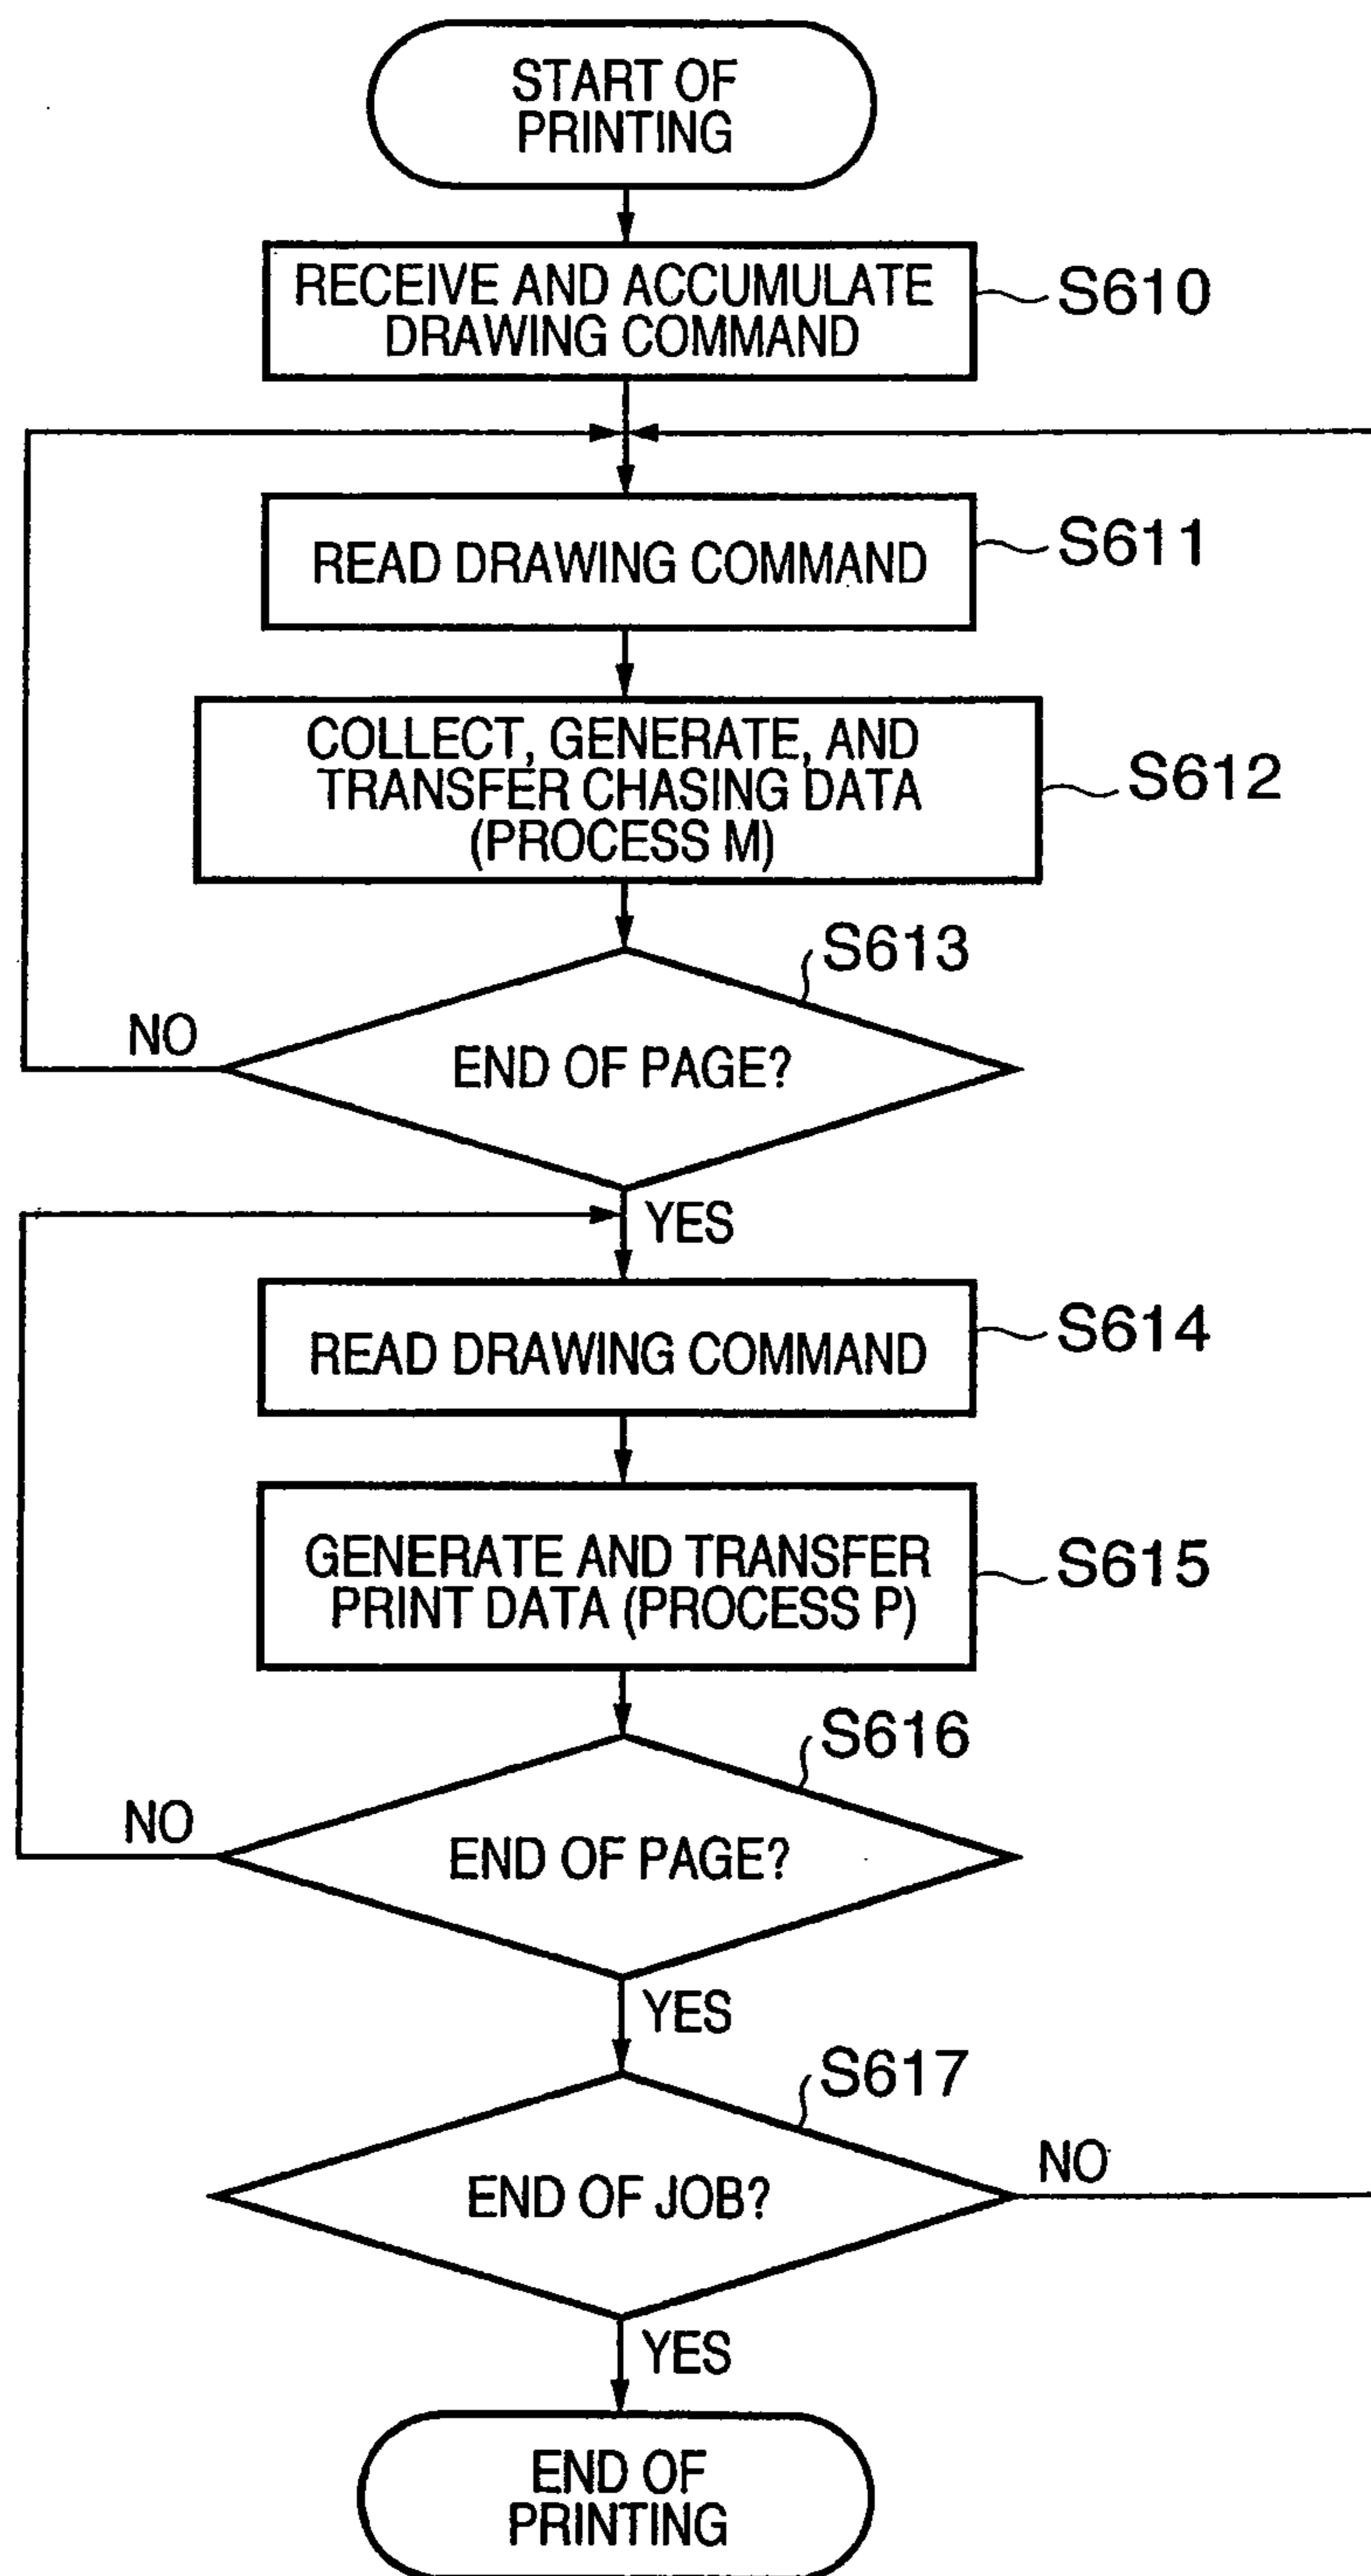 START OF
PRINTING
RECEIVE AND ACCUMULATE
DRAWING COMMAND
S610
READ DRAWING COMMAND
S611
COLLECT, GENERATE, AND
TRANSFER CHASING DATA
(PROCESS M)
S612
S613
END OF PAGE?
NO
YES
READ DRAWING COMMAND
S614
GENERATE AND TRANSFER
PRINT DATA (PROCESS P)
S615
S616
END OF PAGE?
NO
YES
S617
END OF JOB?
NO
YES
END OF
PRINTING